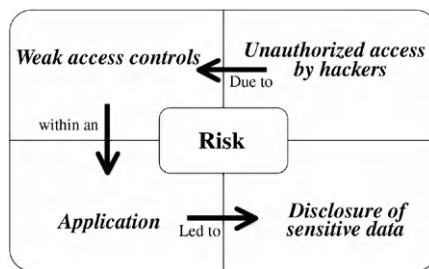 Weak access controls
Unauthorized access
by hackers
Due to
within an
Risk
Application
Led to
Disclosure of
sensitive data